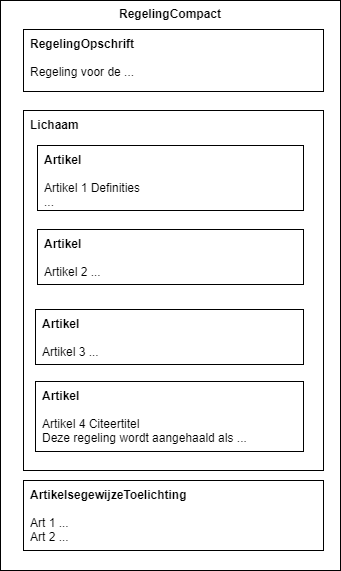 RegelingCompact
RegelingOpschrift
Regeling voor de ...
Lichaam
Artikel
Artikel 1 Definities
...
Artikel
Artikel 2 ...
Artikel
Artikel 3 ...
Artikel
Artikel 4 Citeertitel
Deze regeling wordt aangehaald als ...
ArtikelsegewijzeToelichting
Art 1 ...
Art 2 ...